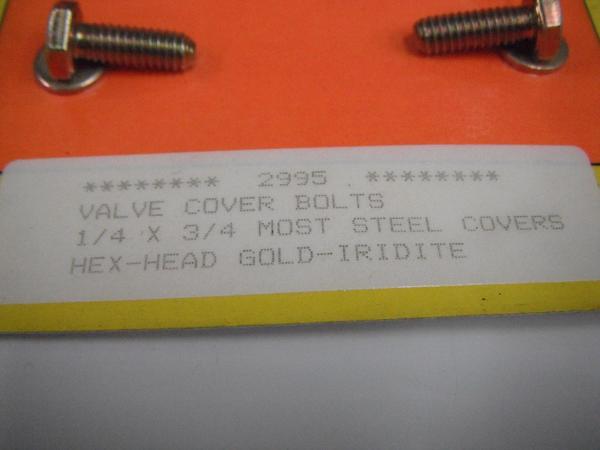 ******** 2995 ********
VALVE COVER BOLTS
1/4 X 3/4 MOST STEEL COVERS
HEX-HEAD GOLD-IRIDITE